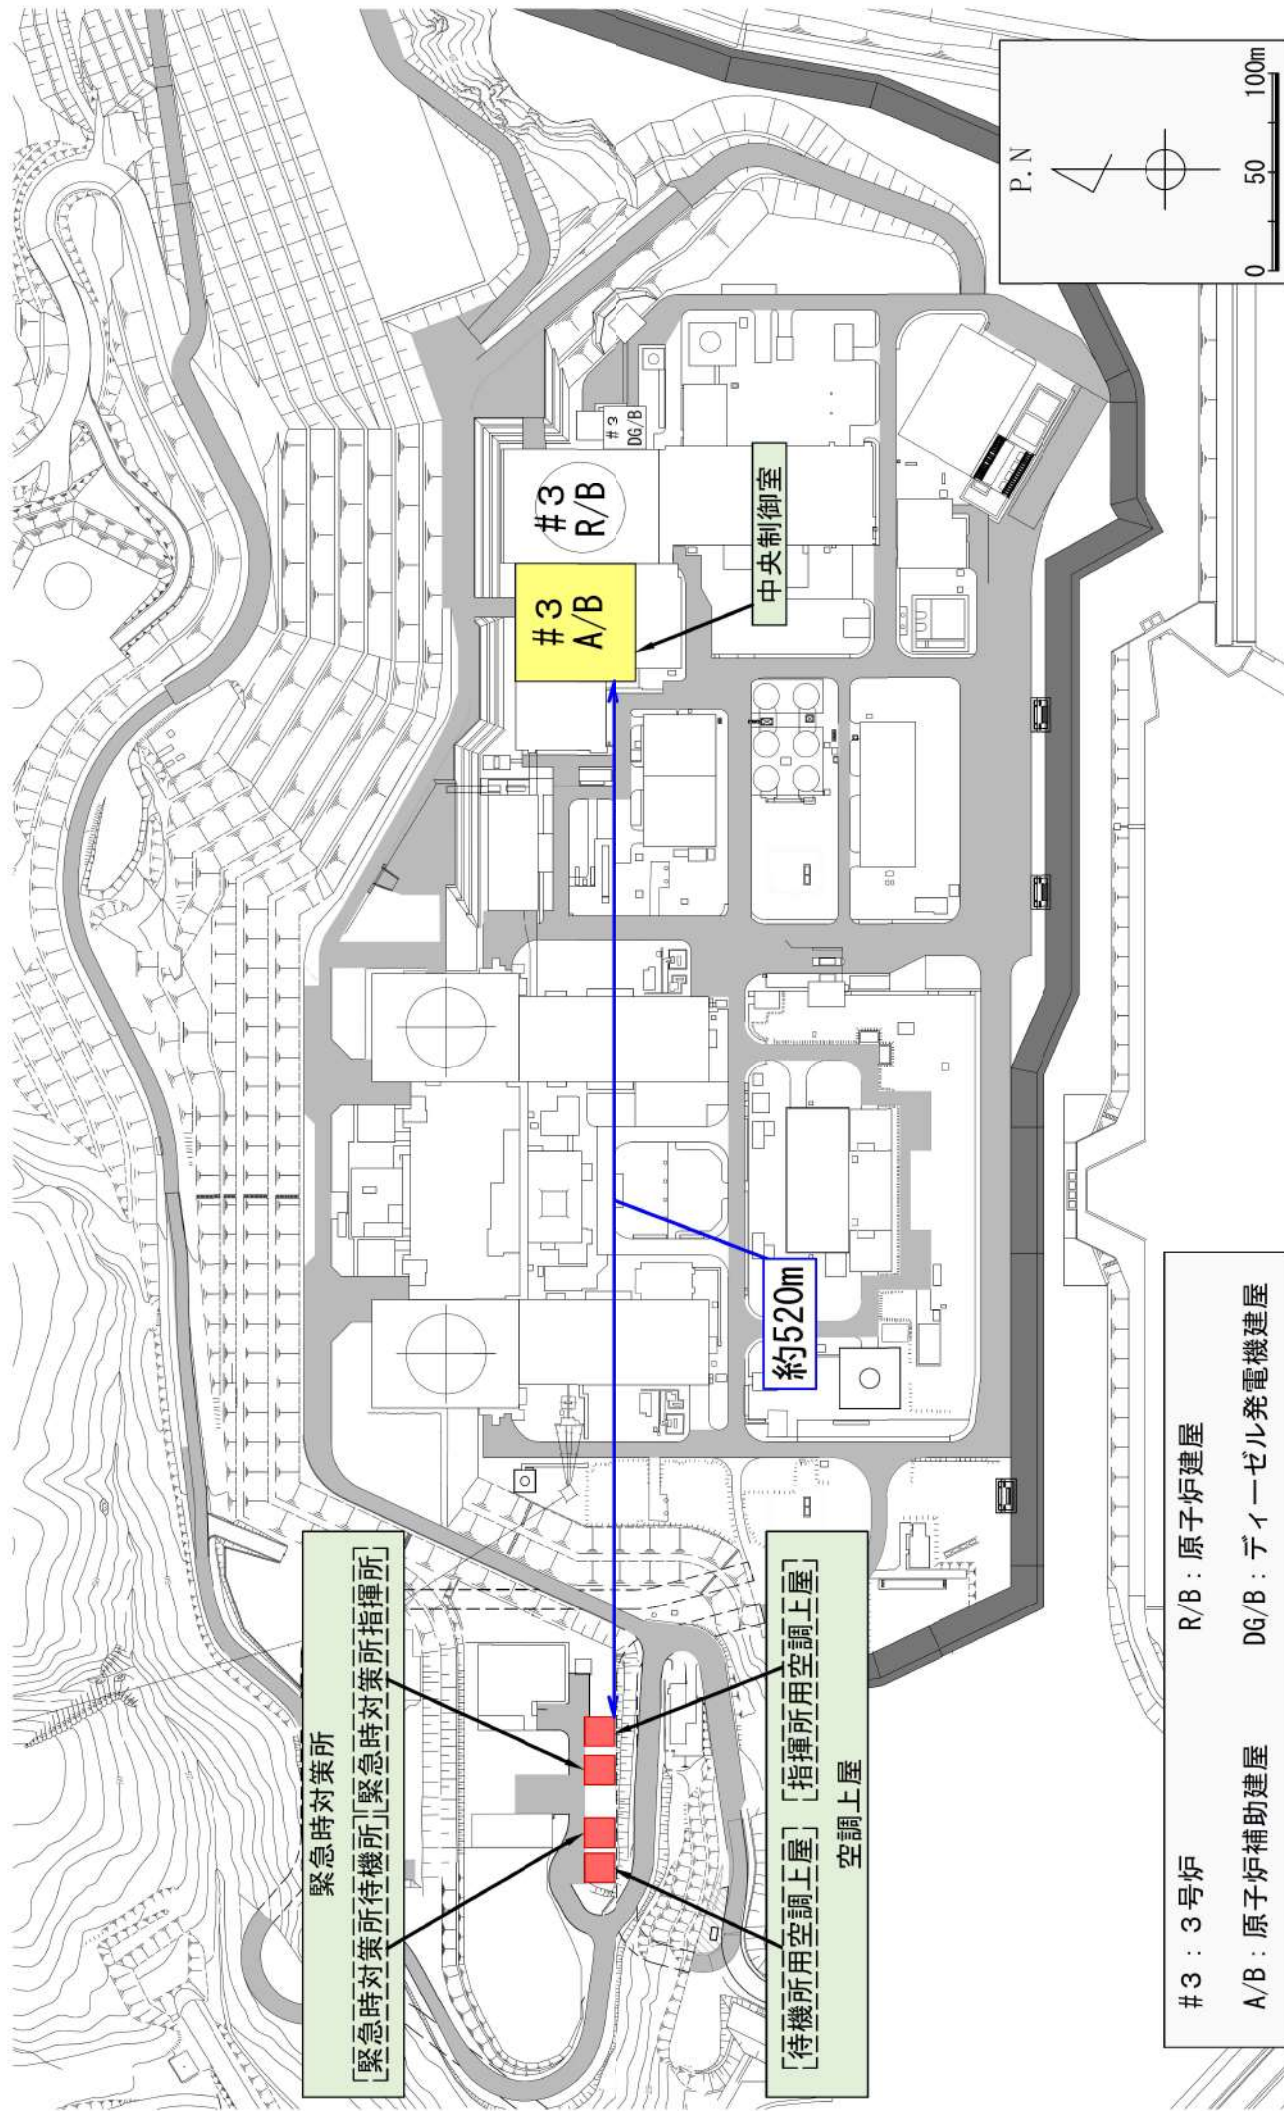 緊急時対策所
[緊急時対策所待機所] [緊急時対策所指揮所]
[待機所用空調上屋] [指揮所用空調上屋]
空調上屋
約520m
#3
A/B
#3
R/B
#3
DG/B
中央制御室
P.N
0 50 100m
#3:3号炉 R/B:原子炉建屋
A/B:原子炉補助建屋 DG/B:ディーゼル発電機建屋